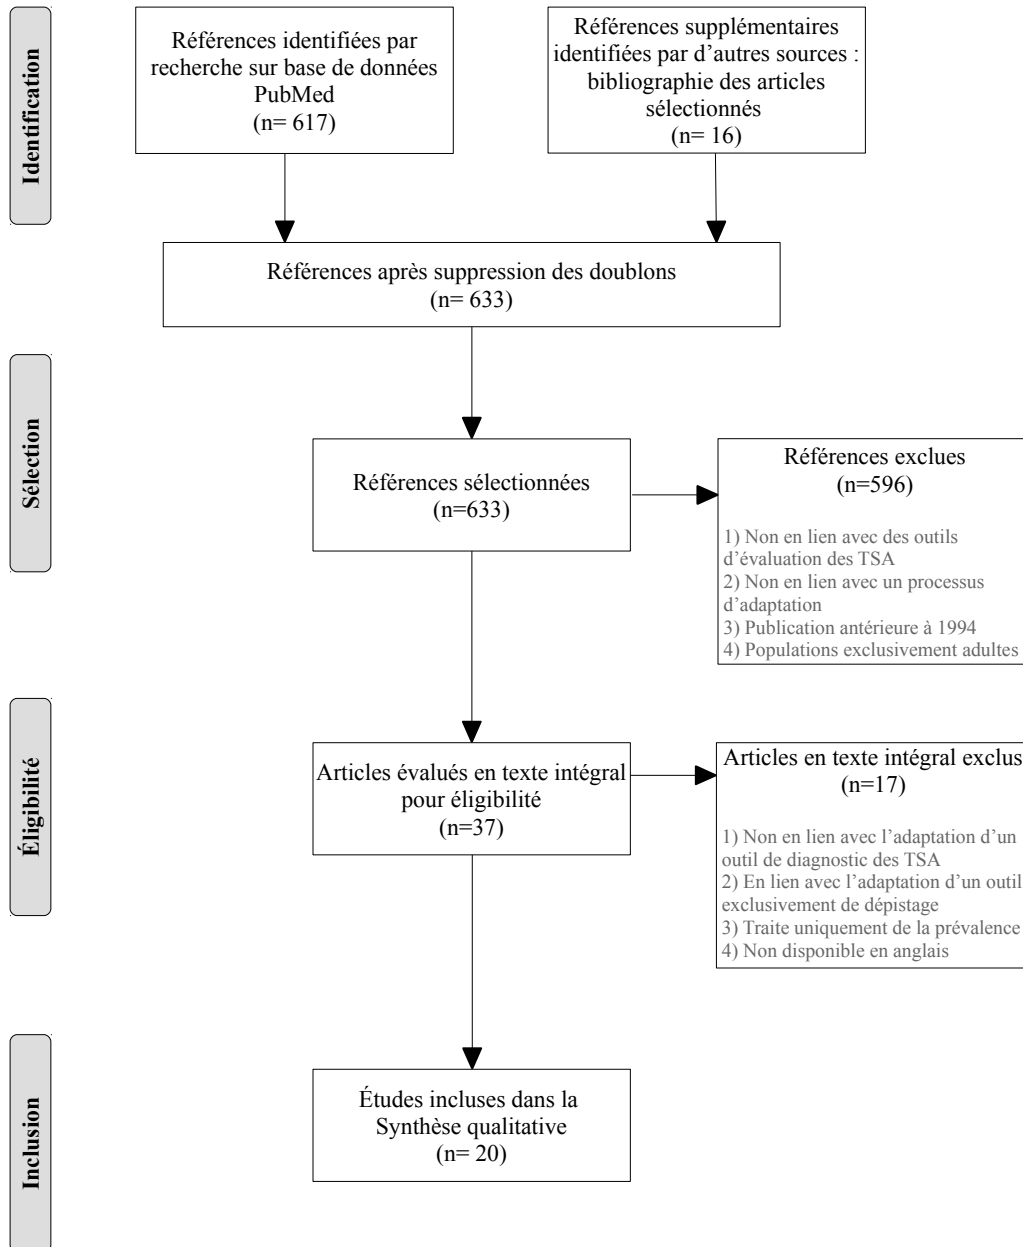 Identification
Références identifiées par
recherche sur base de données
PubMed
(n= 617)
Références supplémentaires
identifiées par d’autres sources :
bibliographie des articles
sélectionnés
(n= 16)
Références après suppression des doublons
(n= 633)
Sélection
Références sélectionnées
(n=633)
Références exclues
(n=596)
1) Non en lien avec des outils
d’évaluation des TSA
2) Non en lien avec un processus
d’adaptation
3) Publication antérieure à 1994
4) Populations exclusivement adultes
Éligibilité
Articles évalués en texte intégral
pour éligibilité
(n=37)
Articles en texte intégral exclus
(n=17)
1) Non en lien avec l’adaptation d’un
outil de diagnostic des TSA
2) En lien avec l’adaptation d’un outil
exclusivement de dépistage
3) Traite uniquement de la prévalence
4) Non disponible en anglais
Inclusion
Études incluses dans la
Synthèse qualitative
(n= 20)